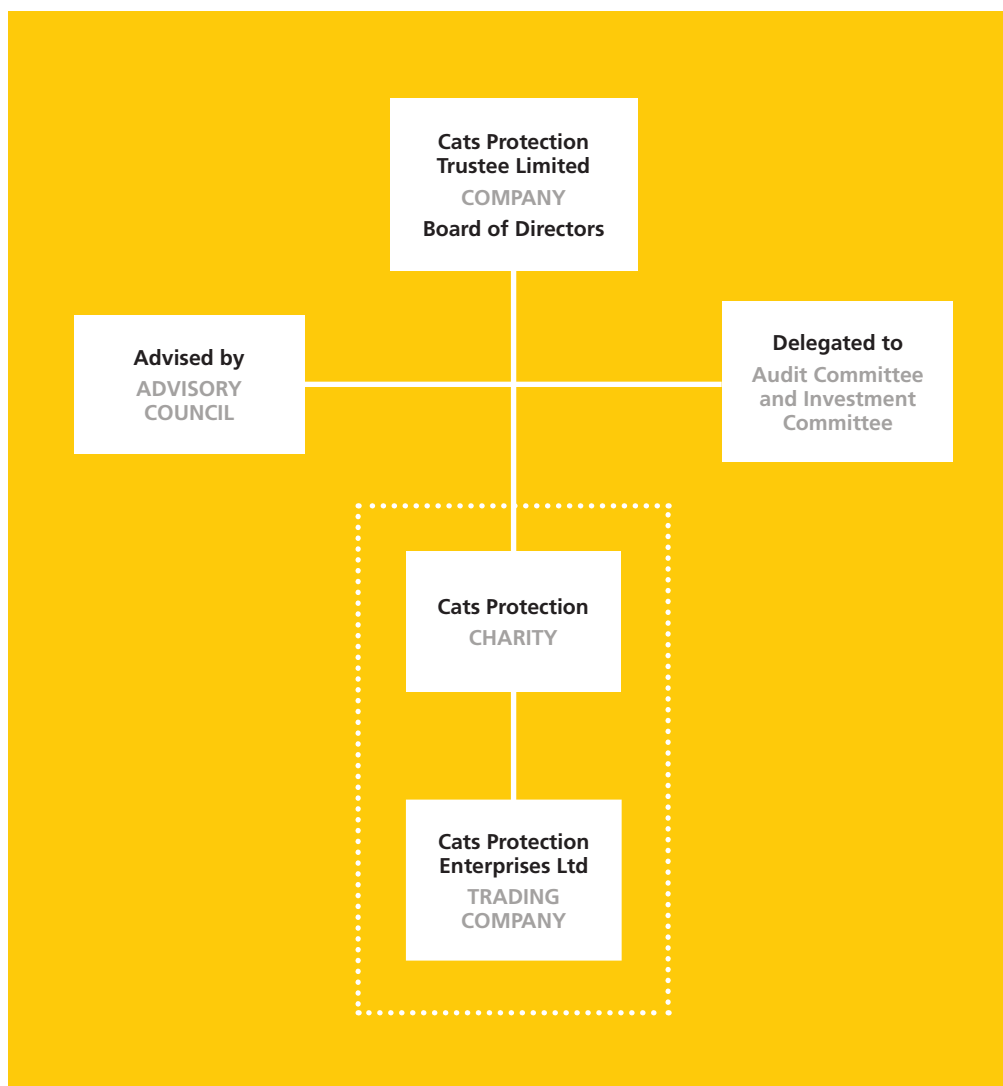 Cats Protection
Trustee Limited
COMPANY
Board of Directors
Advised by
ADVISORY
COUNCIL
Delegated to
Audit Committee
and Investment
Committee
Cats Protection
CHARITY
Cats Protection
Enterprises Ltd
TRADING
COMPANY